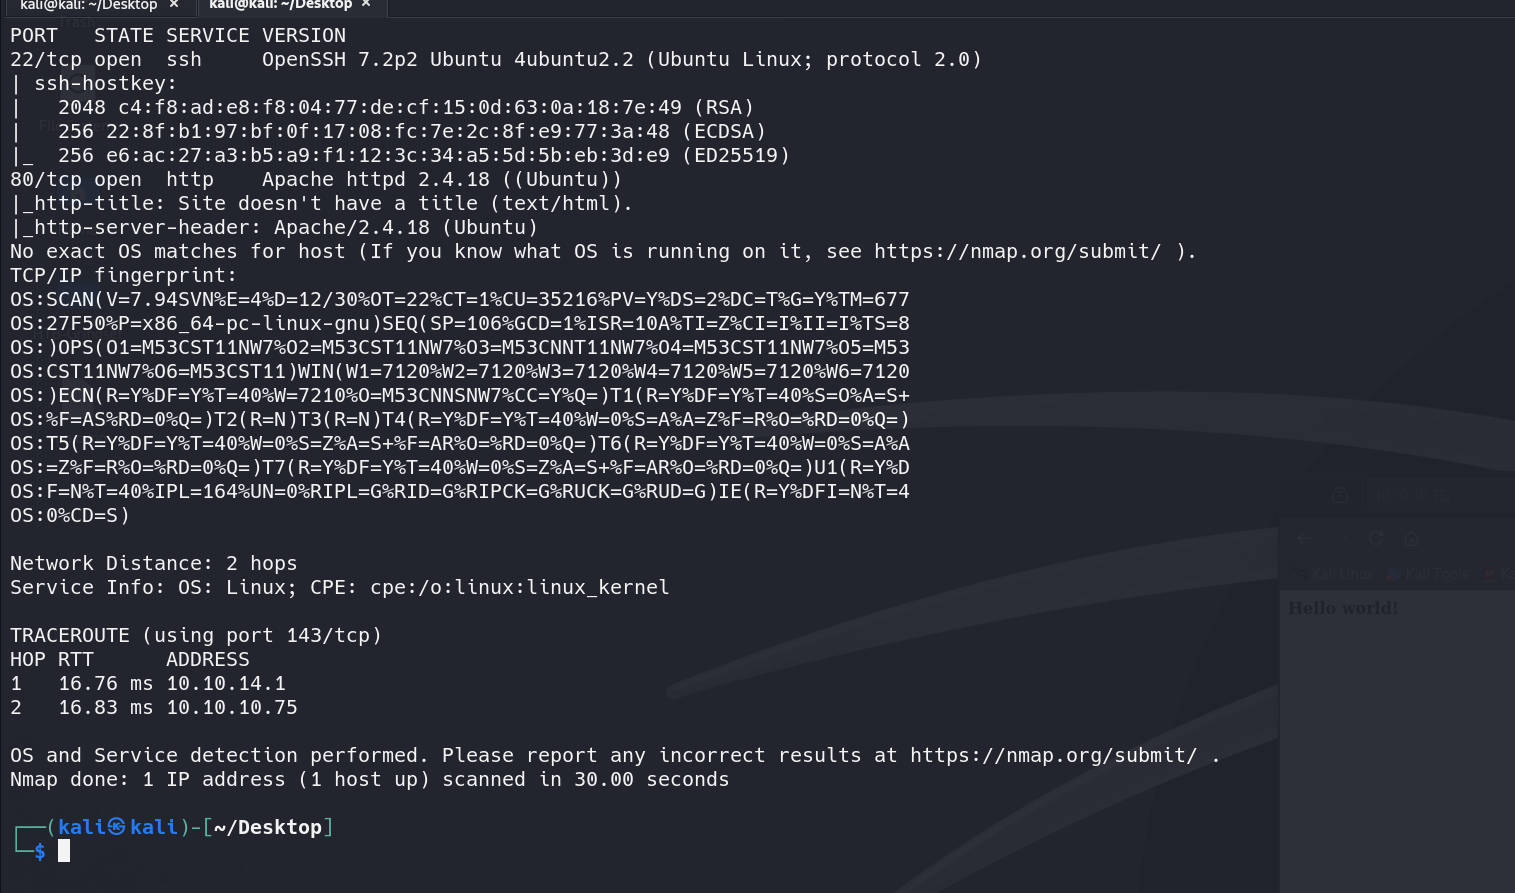 kali@kali: ~/Desktop × kali@kali: ~/Desktop ×
Trash
PORT   STATE SERVICE VERSION
22/tcp open  ssh     OpenSSH 7.2p2 Ubuntu 4ubuntu2.2 (Ubuntu Linux; protocol 2.0)
| ssh-hostkey:
|   2048 c4:f8:ad:e8:f8:04:77:de:cf:15:0d:63:0a:18:7e:49 (RSA)
|   256 22:8f:b1:97:bf:0f:17:08:fc:7e:2c:8f:e9:77:3a:48 (ECDSA)
|_  256 e6:ac:27:a3:b5:a9:f1:12:3c:34:a5:5d:5b:eb:3d:e9 (ED25519)
80/tcp open  http    Apache httpd 2.4.18 ((Ubuntu))
|_http-title: Site doesn't have a title (text/html).
|_http-server-header: Apache/2.4.18 (Ubuntu)
No exact OS matches for host (If you know what OS is running on it, see https://nmap.org/submit/ ).
TCP/IP fingerprint:
OS:SCAN(V=7.94SVN%E=4%D=12/30%OT=22%CT=1%CU=35216%PV=Y%DS=2%DC=T%G=Y%TM=677
OS:27F50%P=x86_64-pc-linux-gnu)SEQ(SP=106%GCD=1%ISR=10A%TI=Z%CI=I%II=I%TS=8
OS:)OPS(O1=M53CST11NW7%O2=M53CST11NW7%O3=M53CNNT11NW7%O4=M53CST11NW7%O5=M53
OS:CST11NW7%O6=M53CST11)WIN(W1=7120%W2=7120%W3=7120%W4=7120%W5=7120%W6=7120
OS:)ECN(R=Y%DF=Y%T=40%W=7210%O=M53CNNSNW7%CC=Y%Q=)T1(R=Y%DF=Y%T=40%S=O%A=S+
OS:%F=AS%RD=0%Q=)T2(R=N)T3(R=N)T4(R=Y%DF=Y%T=40%W=0%S=A%A=Z%F=R%O=%RD=0%Q=)
OS:T5(R=Y%DF=Y%T=40%W=0%S=Z%A=S+%F=AR%O=%RD=0%Q=)T6(R=Y%DF=Y%T=40%W=0%S=A%A
OS:=Z%F=R%O=%RD=0%Q=)T7(R=Y%DF=Y%T=40%W=0%S=Z%A=S+%F=AR%O=%RD=0%Q=)U1(R=Y%D
OS:F=N%T=40%IPL=164%UN=0%RIPL=G%RID=G%RIPCK=G%RUCK=G%RUD=G)IE(R=Y%DFI=N%T=4
OS:0%CD=S)
Network Distance: 2 hops
Service Info: OS: Linux; CPE: cpe:/o:linux:linux_kernel
Kali Linux Kali Tools
Hello world!
TRACEROUTE (using port 143/tcp)
HOP RTT      ADDRESS
1   16.76 ms 10.10.14.1
2   16.83 ms 10.10.10.75
OS and Service detection performed. Please report any incorrect results at https://nmap.org/submit/ .
Nmap done: 1 IP address (1 host up) scanned in 30.00 seconds
┌──(kali㉿kali)-[~/Desktop]
└─$